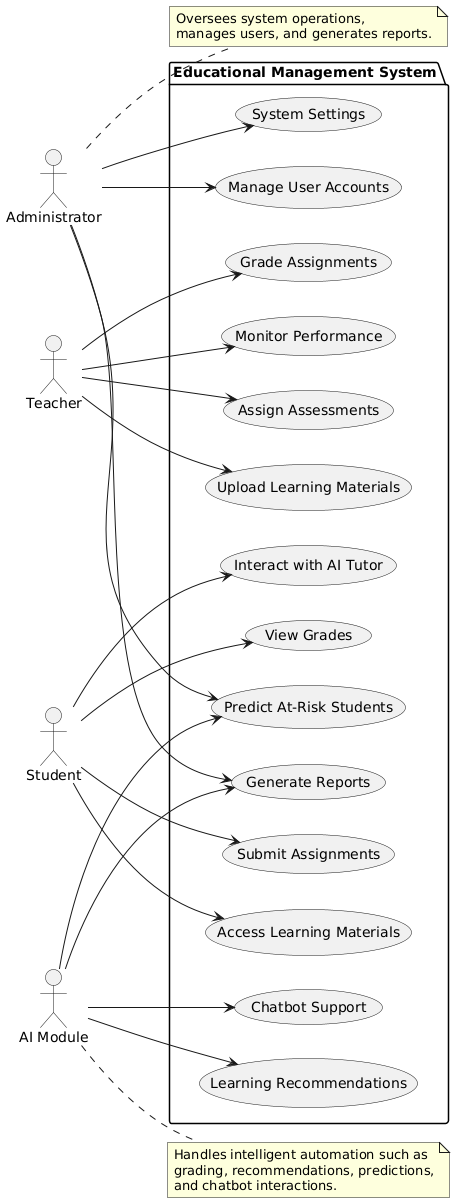 Oversees system operations,
manages users, and generates reports.
Educational Management System
System Settings
Manage User Accounts
Administrator
Grade Assignments
Monitor Performance
Teacher
Assign Assessments
Upload Learning Materials
Interact with AI Tutor
View Grades
Predict At-Risk Students
Student
Generate Reports
Submit Assignments
Access Learning Materials
Chatbot Support
AI Module
Learning Recommendations
Handles intelligent automation such as
grading, recommendations, predictions,
and chatbot interactions.